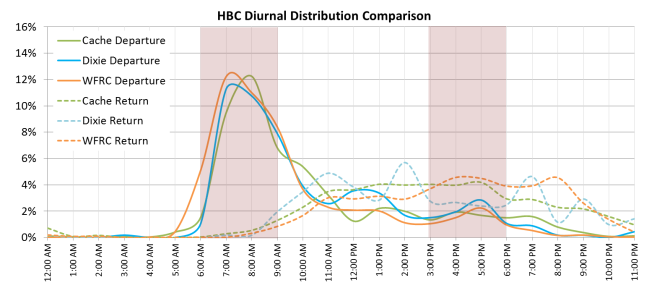 HBC Diurnal Distribution Comparison
16%
14%
12%
10%
8%
6%
4%
2%
0%
Cache Departure
Dixie Departure
WFRC Departure
Cache Return
Dixie Return
WFRC Return
12:00 AM
1:00 AM
2:00 AM
3:00 AM
4:00 AM
5:00 AM
6:00 AM
7:00 AM
8:00 AM
9:00 AM
10:00 AM
11:00 AM
12:00 PM
1:00 PM
2:00 PM
3:00 PM
4:00 PM
5:00 PM
6:00 PM
7:00 PM
8:00 PM
9:00 PM
10:00 PM
11:00 PM